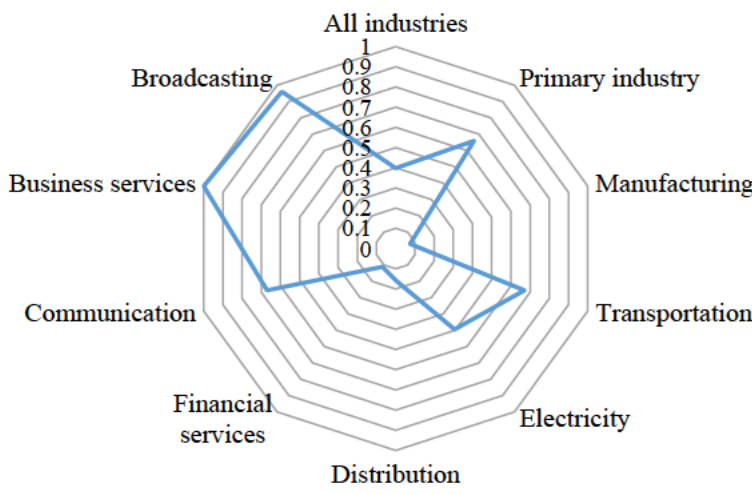 All industries
1
0.9
0.8
0.7
0.6
0.5
0.4
0.3
0.2
0.1
0
Primary industry
Manufacturing
Transportation
Electricity
Distribution
Financial
services
Communication
Business services
Broadcasting